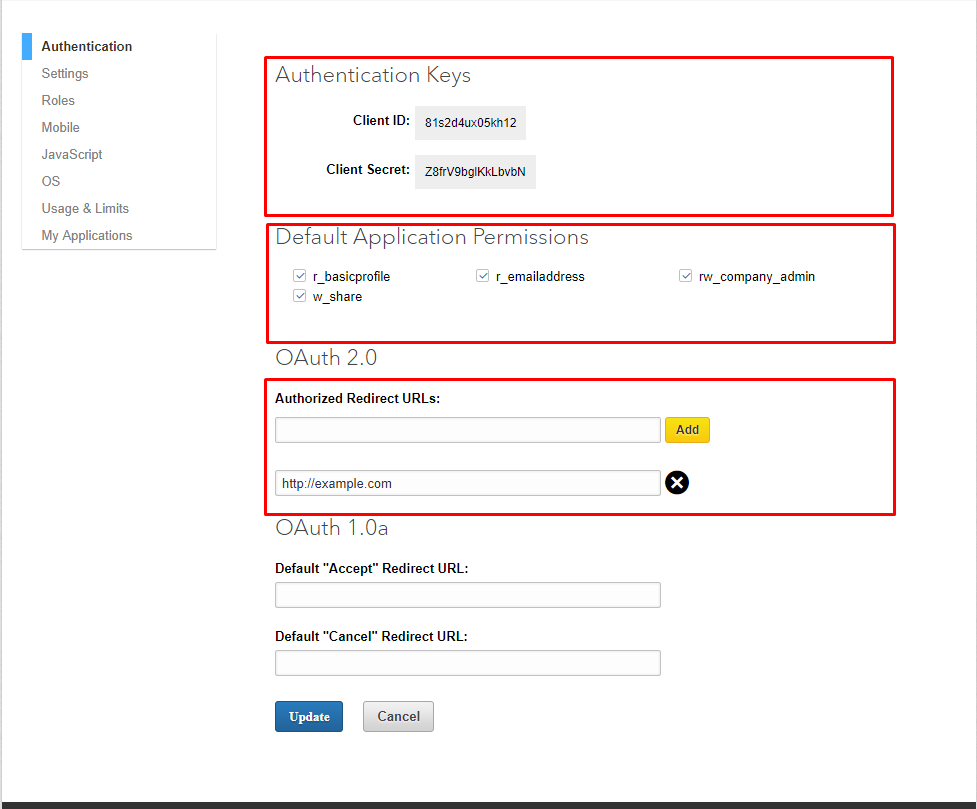 Authentication
Settings
Roles
Mobile
JavaScript
OS
Usage & Limits
My Applications
Authentication Keys
Client ID: 81s2d4ux05kh12
Client Secret: Z8frV9bglKkLbvbN
Default Application Permissions
r_basicprofile r_emailaddress rw_company_admin
w_share
OAuth 2.0
Authorized Redirect URLs:
Add
http://example.com
OAuth 1.0a
Default "Accept" Redirect URL:
Default "Cancel" Redirect URL:
Update Cancel